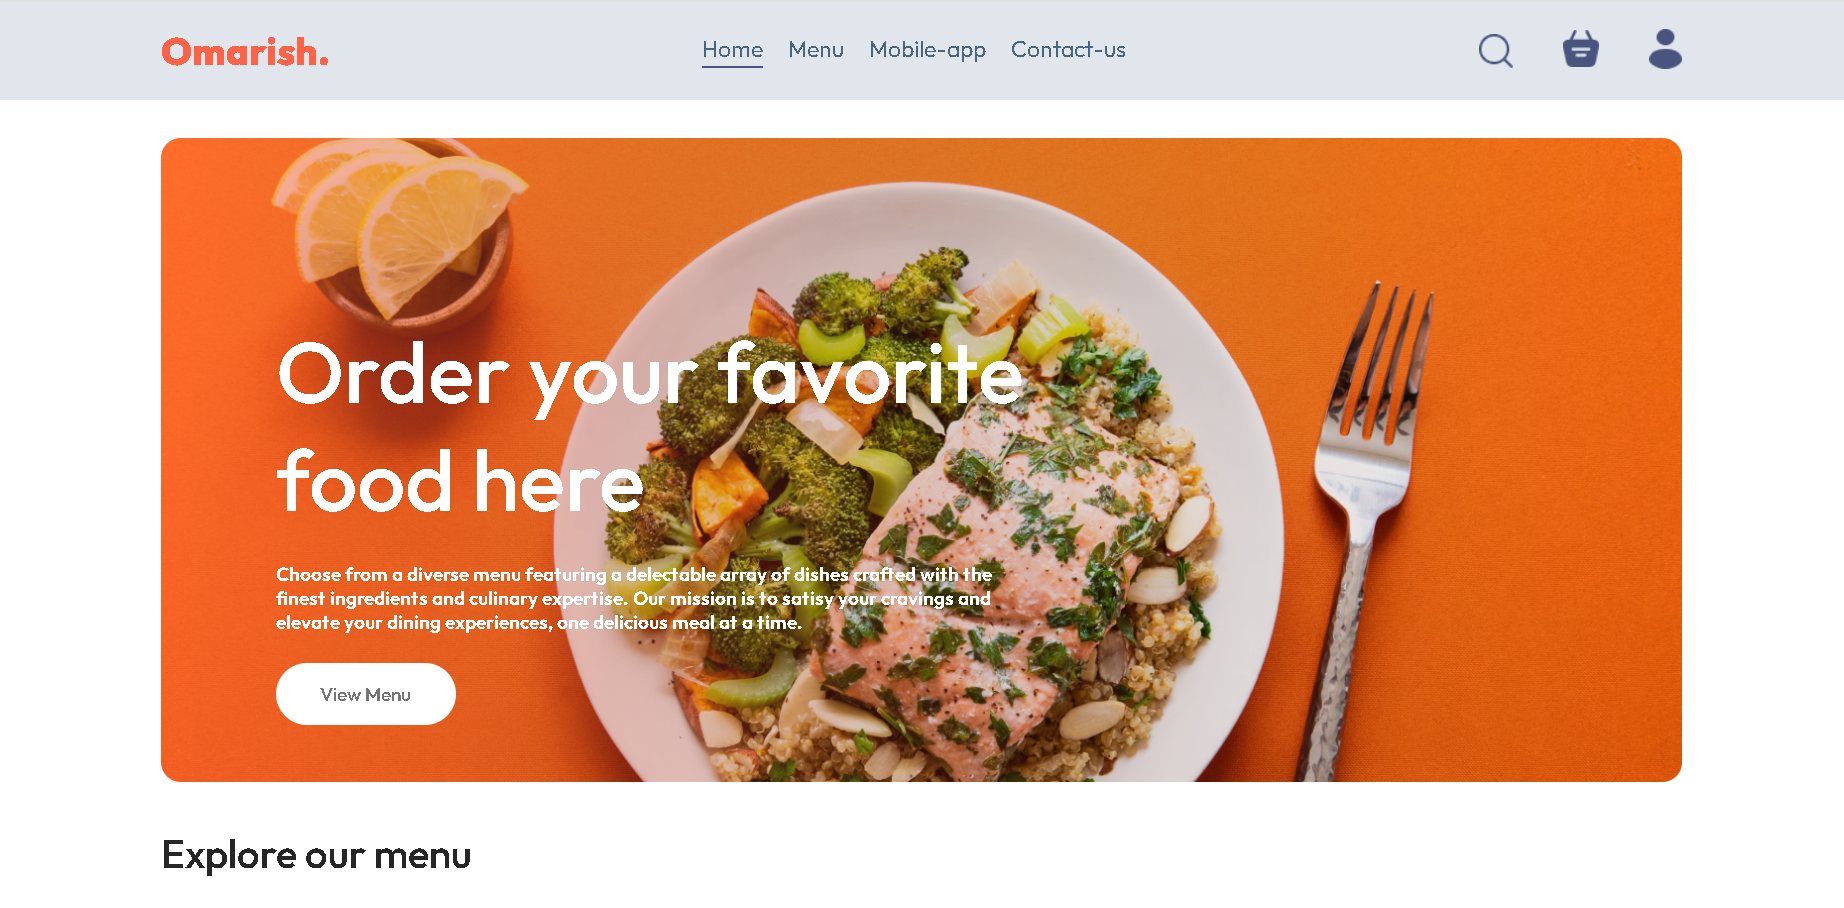 Omarish.
Home Menu Mobile-app Contact-us
Order your favorite
food here
Choose from a diverse menu featuring a delectable array of dishes crafted with the
finest ingredients and culinary expertise. Our mission is to satisy your cravings and
elevate your dining experiences, one delicious meal at a time.
View Menu
Explore our menu